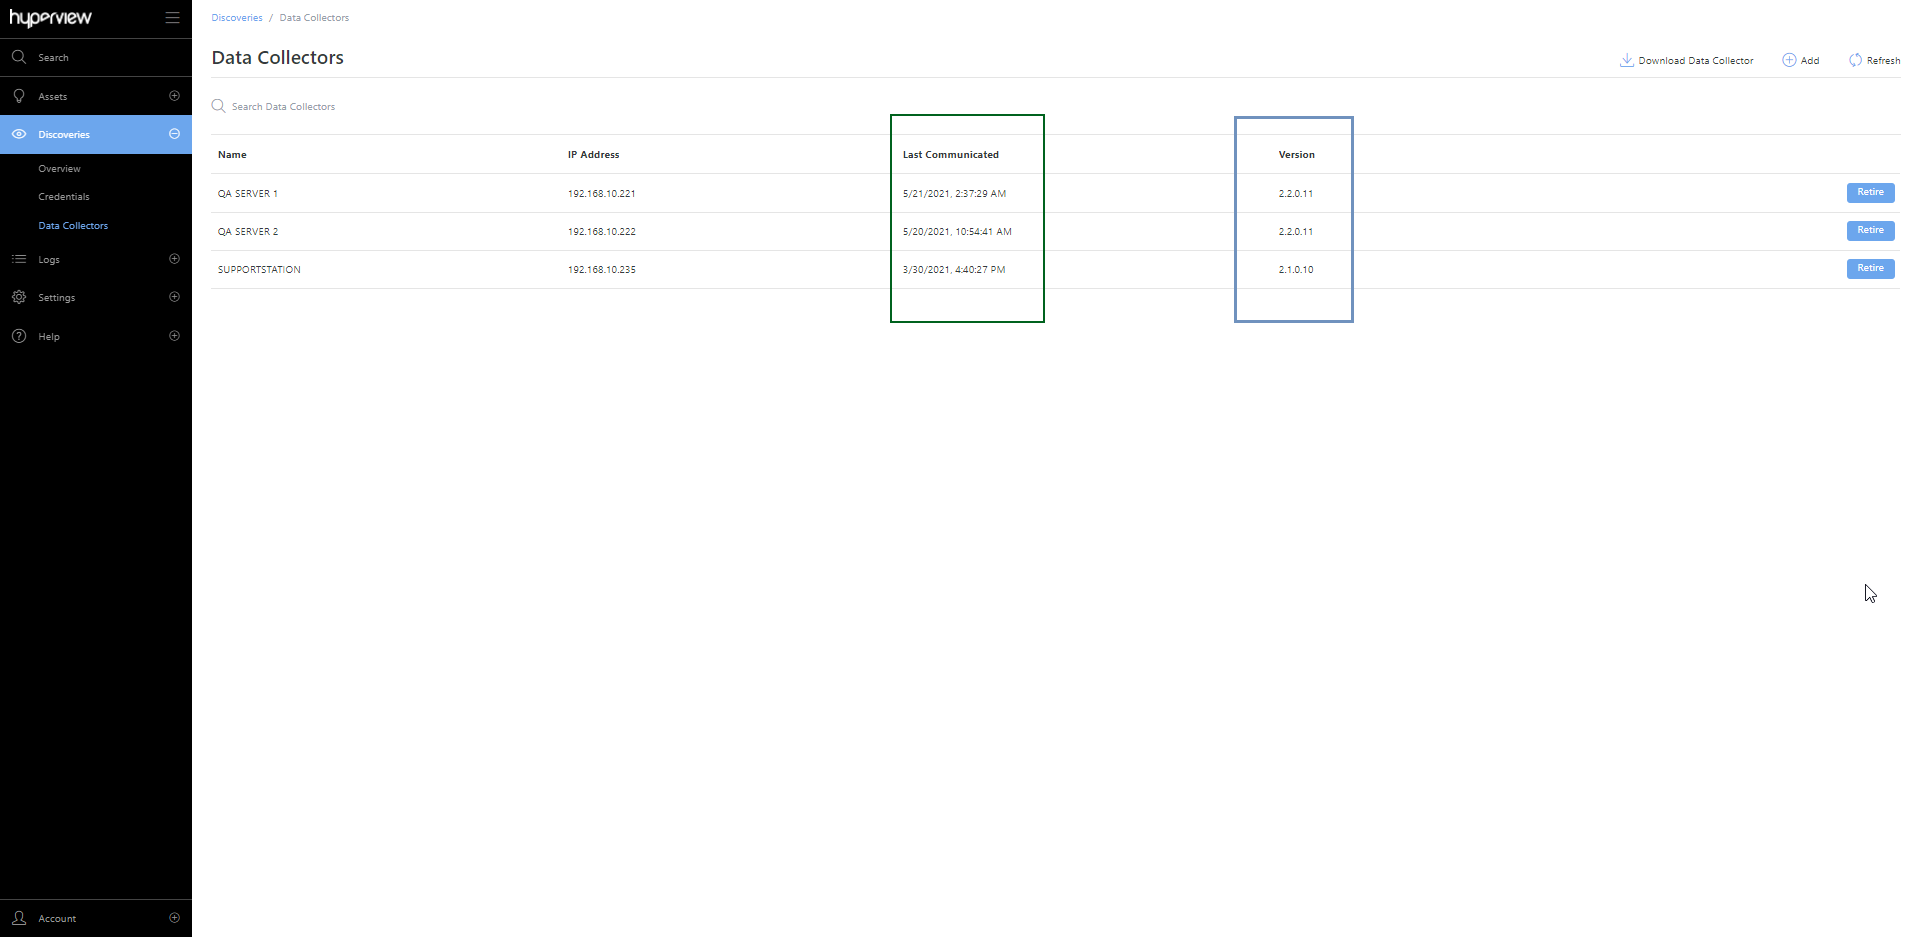 hyperview
Search
Assets
Discoveries
Overview
Credentials
Data Collectors
Logs
Settings
Help
Account
Discoveries / Data Collectors
Data Collectors
Download Data Collector Add Refresh
Search Data Collectors
Name IP Address Last Communicated Version
QA SERVER 1 192.168.10.221 5/21/2021, 2:37:29 AM 2.2.0.11 Retire
QA SERVER 2 192.168.10.222 5/20/2021, 10:54:41 AM 2.2.0.11 Retire
SUPPORTSTATION 192.168.10.235 3/30/2021, 4:40:27 PM 2.1.0.10 Retire